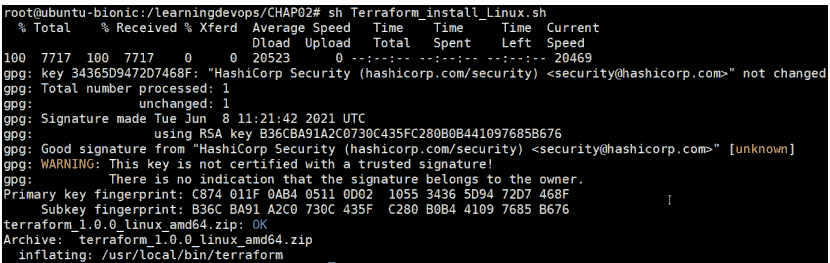 root@ubuntu-bionic:/learningdevops/CHAP02# sh Terraform_install_Linux.sh
% Total % Received % Xferd Average Speed Time Time Time Current
Dload Upload Total Spent Left Speed
100 7717 100 7717 0 0 20523 0 --:--:-- --:--:-- --:--:-- 20469
gpg: key 34365D9472D7468F: "HashiCorp Security (hashicorp.com/security) <security@hashicorp.com>" not changed
gpg: Total number processed: 1
gpg: unchanged: 1
gpg: Signature made Tue Jun 8 11:21:42 2021 UTC
gpg: using RSA key B36CBA91A2C0730C435FC280B0B441097685B676
gpg: Good signature from "HashiCorp Security (hashicorp.com/security) <security@hashicorp.com>" [unknown]
gpg: WARNING: This key is not certified with a trusted signature!
gpg: There is no indication that the signature belongs to the owner.
Primary key fingerprint: C874 011F 0AB4 0511 0D02 1055 3436 5D94 72D7 468F
Subkey fingerprint: B36C BA91 A2C0 730C 435F C280 B0B4 4109 7685 B676
terraform_1.0.0_linux_amd64.zip: OK
Archive: terraform_1.0.0_linux_amd64.zip
inflating: /usr/local/bin/terraform